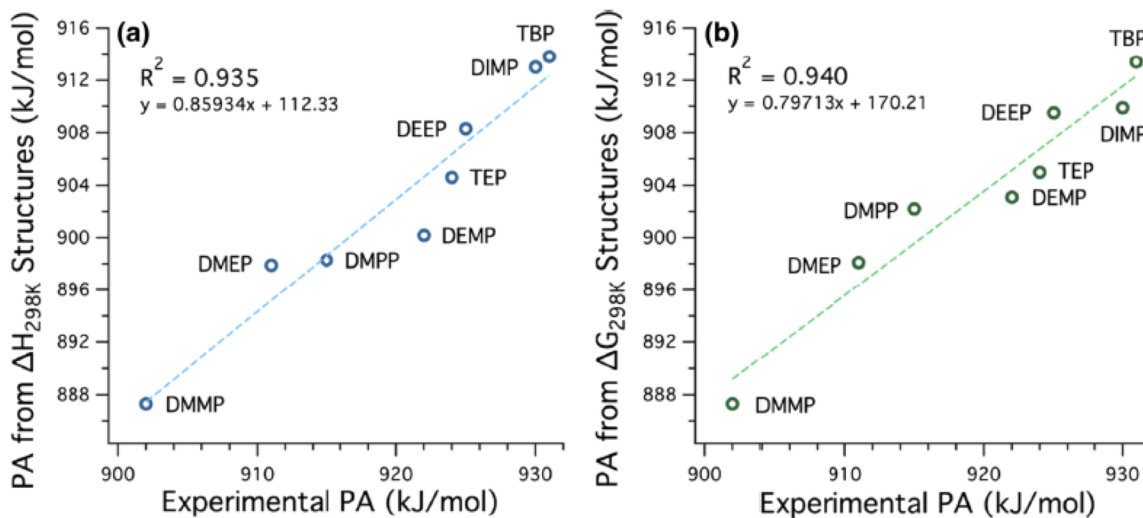 (a)
R² = 0.935
y = 0.85934x + 112.33
TBP
DIMP
DEEP
TEP
DEMP
DMEP
DMPP
DMMP
916
912
908
904
900
896
892
888
900
910
920
930
PA from ΔH₂₉₈K Structures (kJ/mol)
Experimental PA (kJ/mol)
(b)
R² = 0.940
y = 0.79713x + 170.21
TBP
DEEP
DIMP
TEP
DMPP
DEMP
DMEP
DMMP
916
912
908
904
900
896
892
888
900
910
920
930
PA from ΔG₂₉₈K Structures (kJ/mol)
Experimental PA (kJ/mol)